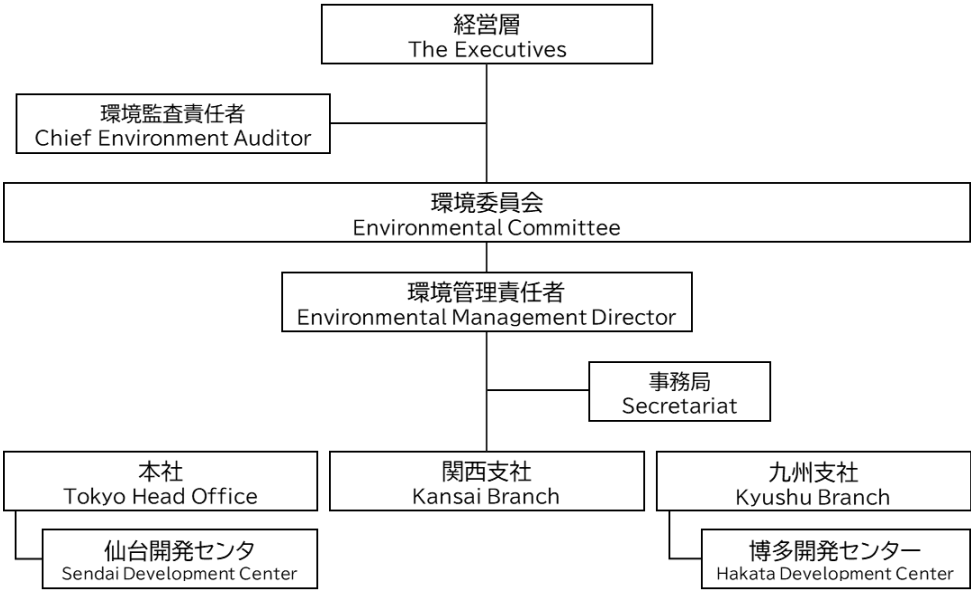 経営層
The Executives
環境監査責任者
Chief Environment Auditor
環境委員会
Environmental Committee
環境管理責任者
Environmental Management Director
事務局
Secretariat
本社
Tokyo Head Office
関西支社
Kansai Branch
九州支社
Kyushu Branch
仙台開発センタ
Sendai Development Center
博多開発センター
Hakata Development Center